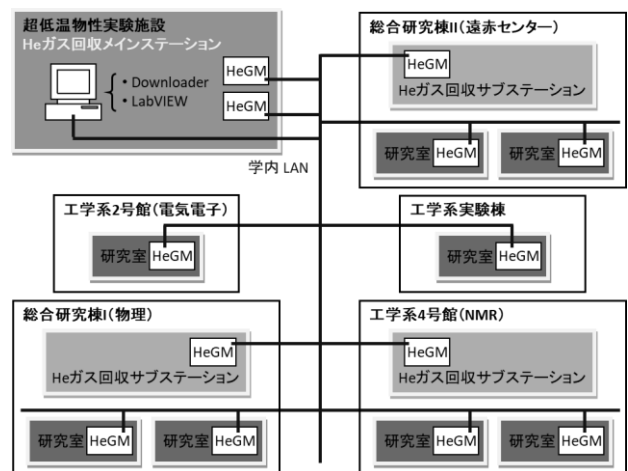 超低温物性実験施設
Heガス回収メインステーション
• Downloader
• LabVIEW
HeGM
HeGM
学内 LAN
総合研究棟II(遠赤センター)
HeGM
Heガス回収サブステーション
研究室 HeGM
研究室 HeGM
工学系2号館(電気電子)
研究室 HeGM
工学系実験棟
研究室 HeGM
総合研究棟I(物理)
HeGM
Heガス回収サブステーション
研究室 HeGM
研究室 HeGM
工学系4号館(NMR)
HeGM
Heガス回収サブステーション
研究室 HeGM
研究室 HeGM